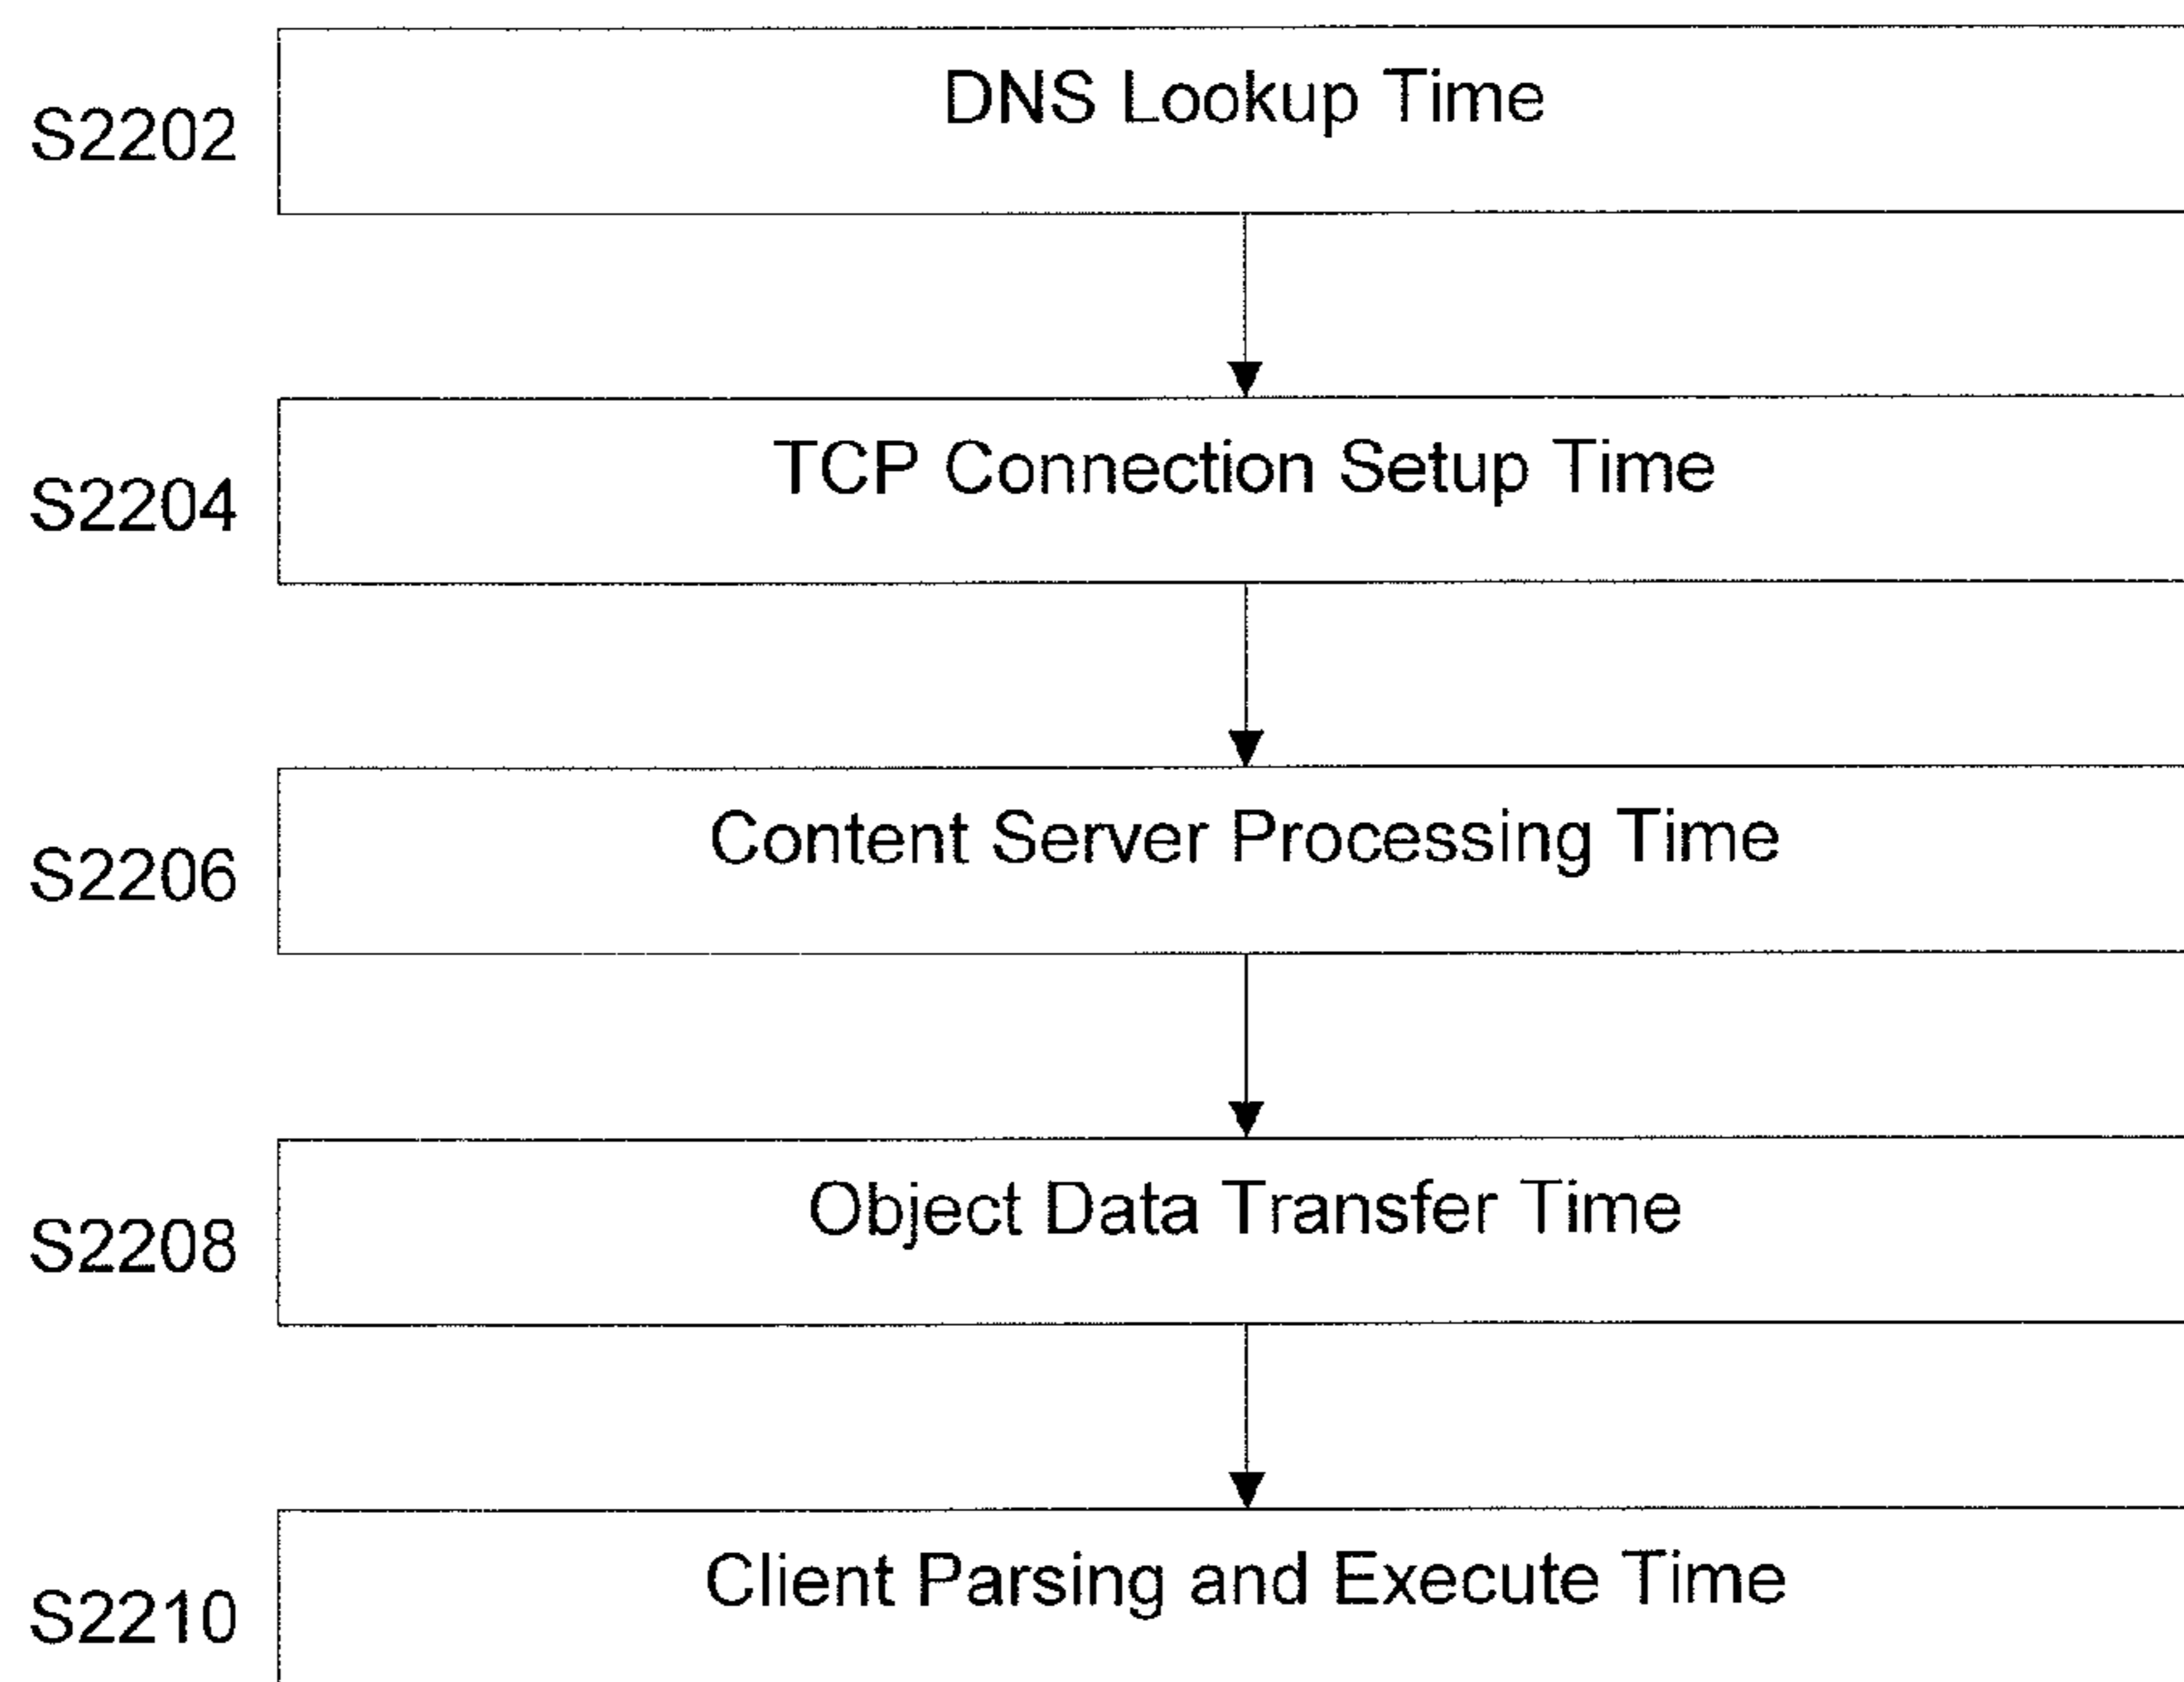 S2202 DNS Lookup Time
S2204 TCP Connection Setup Time
S2206 Content Server Processing Time
S2208 Object Data Transfer Time
S2210 Client Parsing and Execute Time